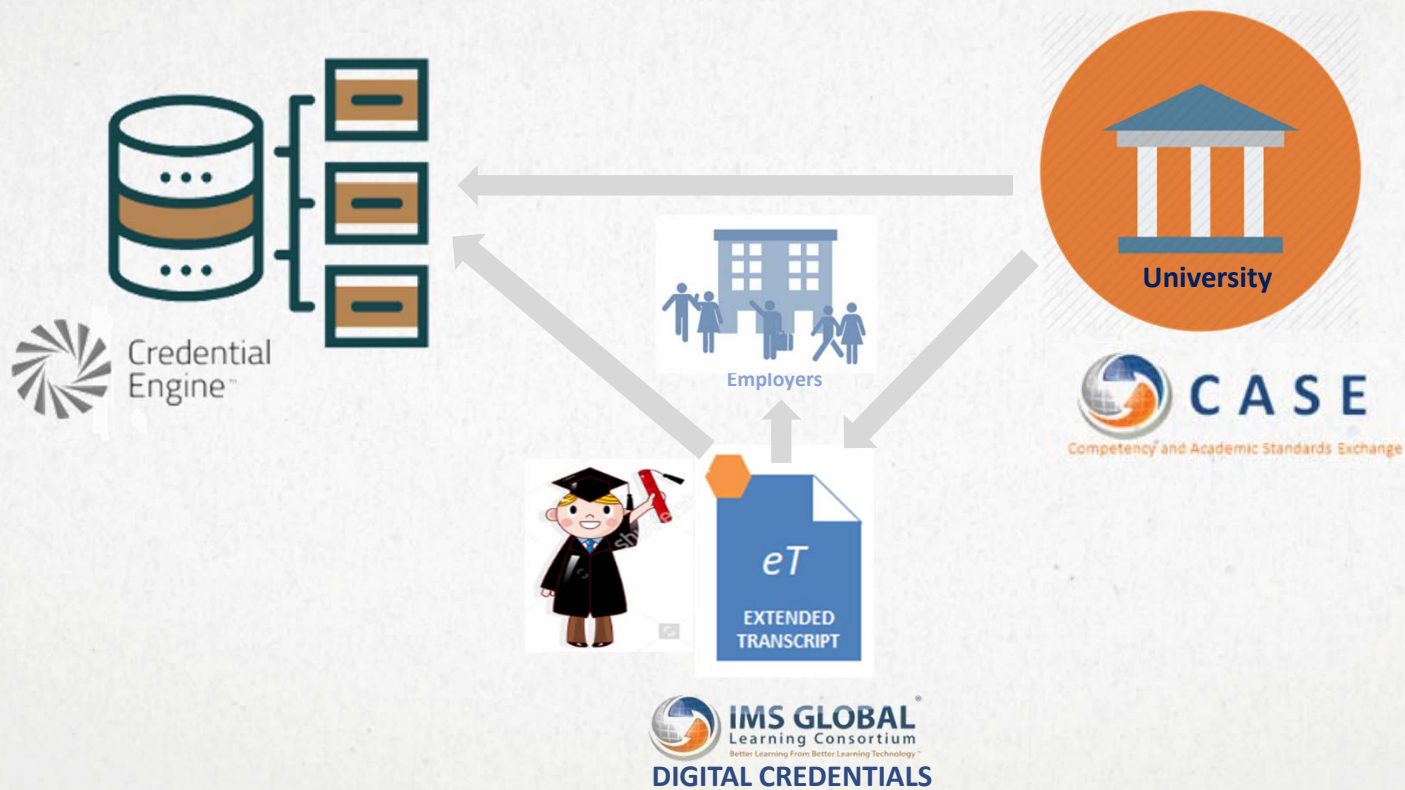 University
Credential
Engine™
Employers
CASE
Competency and Academic Standards Exchange
eT
EXTENDED
TRANSCRIPT
IMS GLOBAL
Learning Consortium
Better Learning From Better Learning Technology
DIGITAL CREDENTIALS